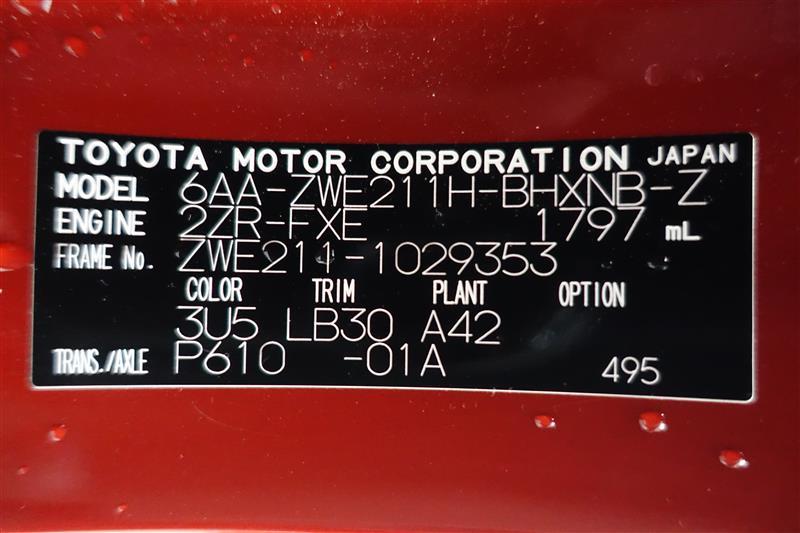 TOYOTA MOTOR CORPORATION JAPAN
MODEL 6AA-ZWE211H-BHXNB-Z
ENGINE 2ZR-FXE 1797 mL
FRAME No. ZWE211-1029353
COLOR TRIM PLANT OPTION
3U5 LB30 A42
TRANS./AXLE P610 -01A 495